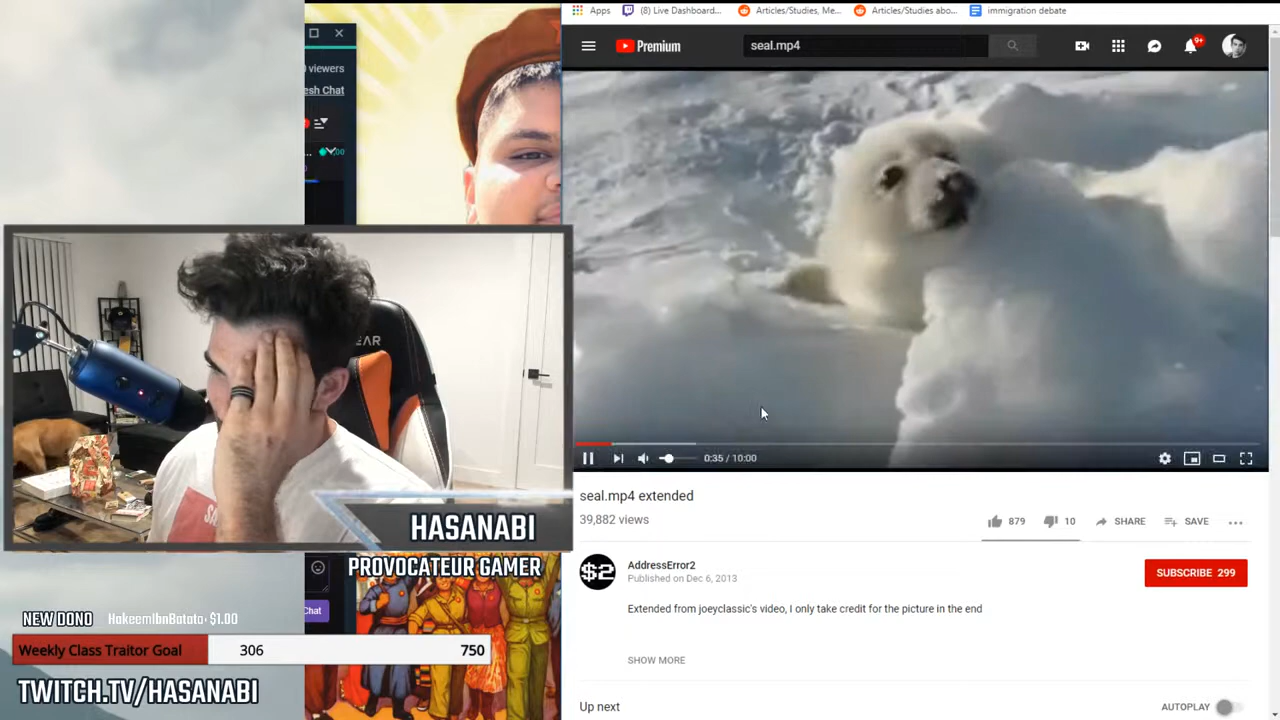 Apps
(8) Live Dashboard...
Articles/Studies, Me...
Articles/Studies abo...
immigration debate
viewers
esh Chat
Premium
seal.mp4
9+
EAR
0:35 / 10:00
seal.mp4 extended
39,882 views
879
10
SHARE
SAVE
$2
AddressError2
Published on Dec 6, 2013
SUBSCRIBE 299
Extended from joeyclassic's video, I only take credit for the picture in the end
SHOW MORE
Up next
AUTOPLAY
HASANABI
PROVOCATEUR GAMER
Chat
NEW DONO HakeemIbnBatata: $1.00
Weekly Class Traitor Goal 306 750
TWITCH.TV/HASANABI